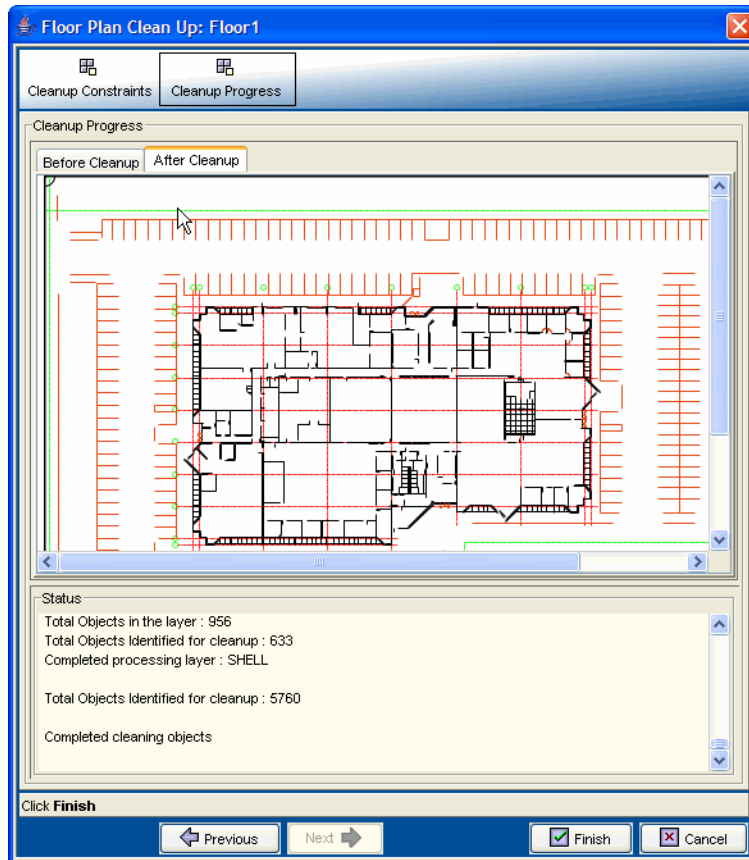 Floor Plan Clean Up: Floor1
Cleanup Constraints
Cleanup Progress
Cleanup Progress
Before Cleanup
After Cleanup
Status
Total Objects in the layer : 956
Total Objects Identified for cleanup : 633
Completed processing layer : SHELL
Total Objects Identified for cleanup : 5760
Completed cleaning objects
Click Finish
Previous
Next
Finish
Cancel